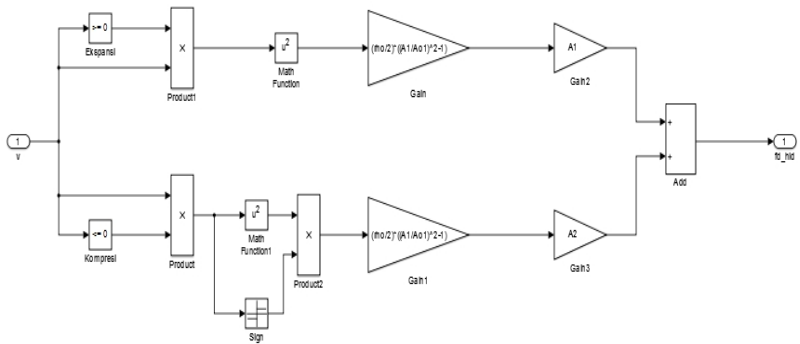 >= 0
Ekspansi
X
Product1
u²
Math
Function
(rho/2)*((A1/Ao1)^2-1)
Gain
A1
Gain2
1
v
+
+
Add
1
fd_hid
<= 0
Kompresi
X
Product
u²
Math
Function1
X
Product2
Sign
(rho/2)*((A1/Ao1)^2-1)
Gain1
A2
Gain3